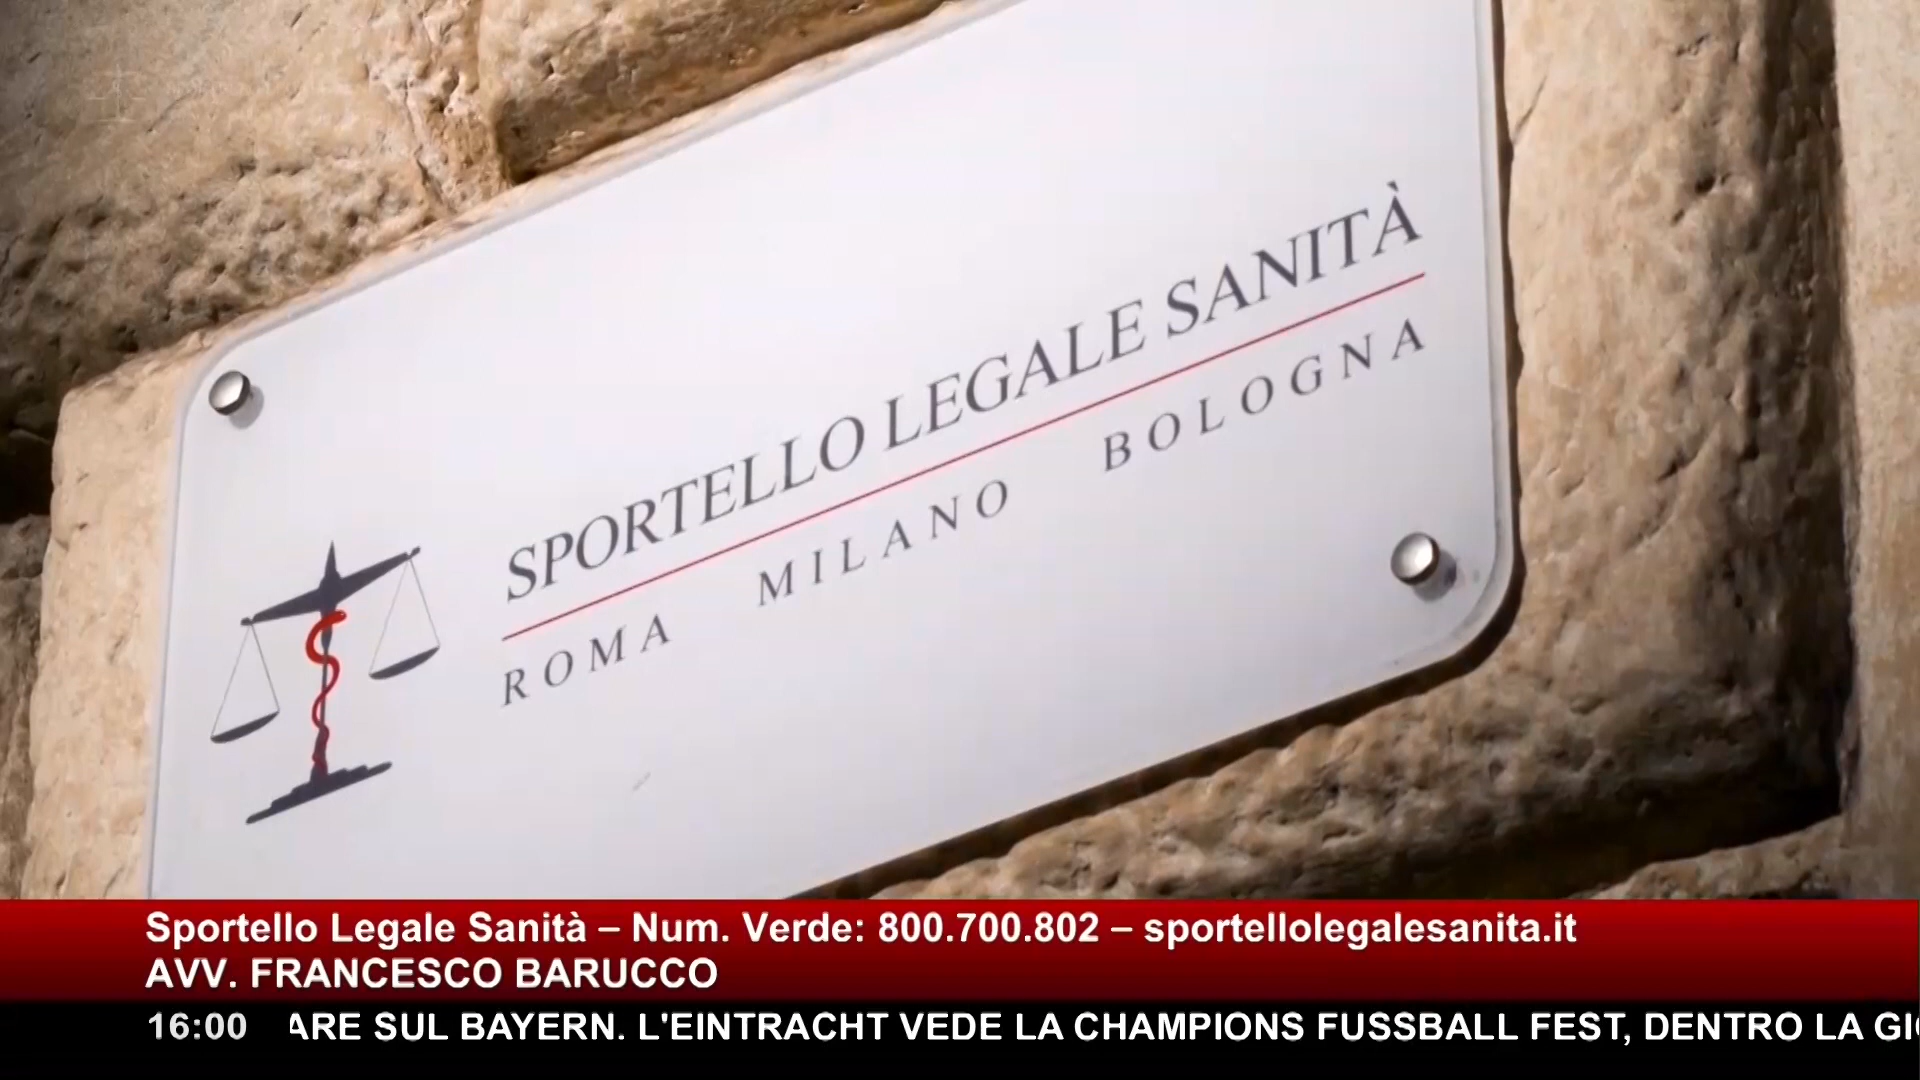 SPORTELLO LEGALE SANITÀ
ROMA MILANO BOLOGNA
Sportello Legale Sanità – Num. Verde: 800.700.802 – sportellolegalesanita.it
AVV. FRANCESCO BARUCCO
16:00 ARE SUL BAYERN. L'EINTRACHT VEDE LA CHAMPIONS FUSSBALL FEST, DENTRO LA GI